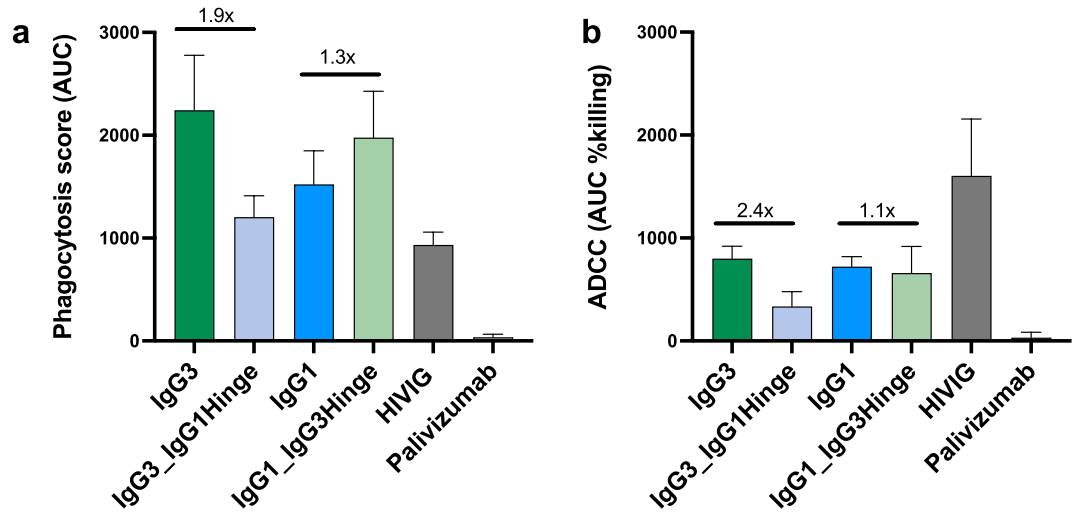 a
Phagocytosis score (AUC)
3000
2000
1000
0
1.9x
1.3x
IgG3
IgG3_IgG1Hinge
IgG1
IgG1_IgG3Hinge
HIVIG
Palivizumab
b
ADCC (AUC %killing)
3000
2000
1000
0
2.4x
1.1x
IgG3
IgG3_IgG1Hinge
IgG1
IgG1_IgG3Hinge
HIVIG
Palivizumab